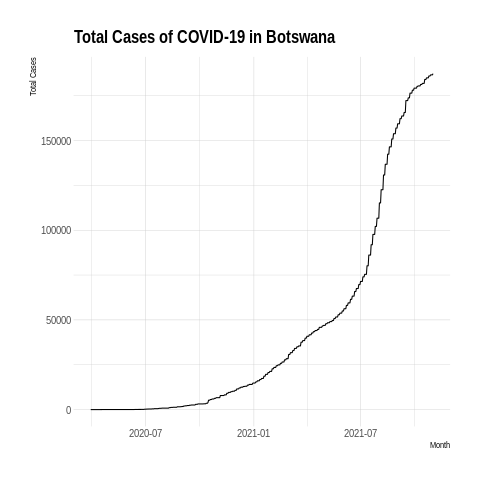 Total Cases of COVID-19 in Botswana
Total Cases
150000
100000
50000
0
2020-07
2021-01
2021-07
Month